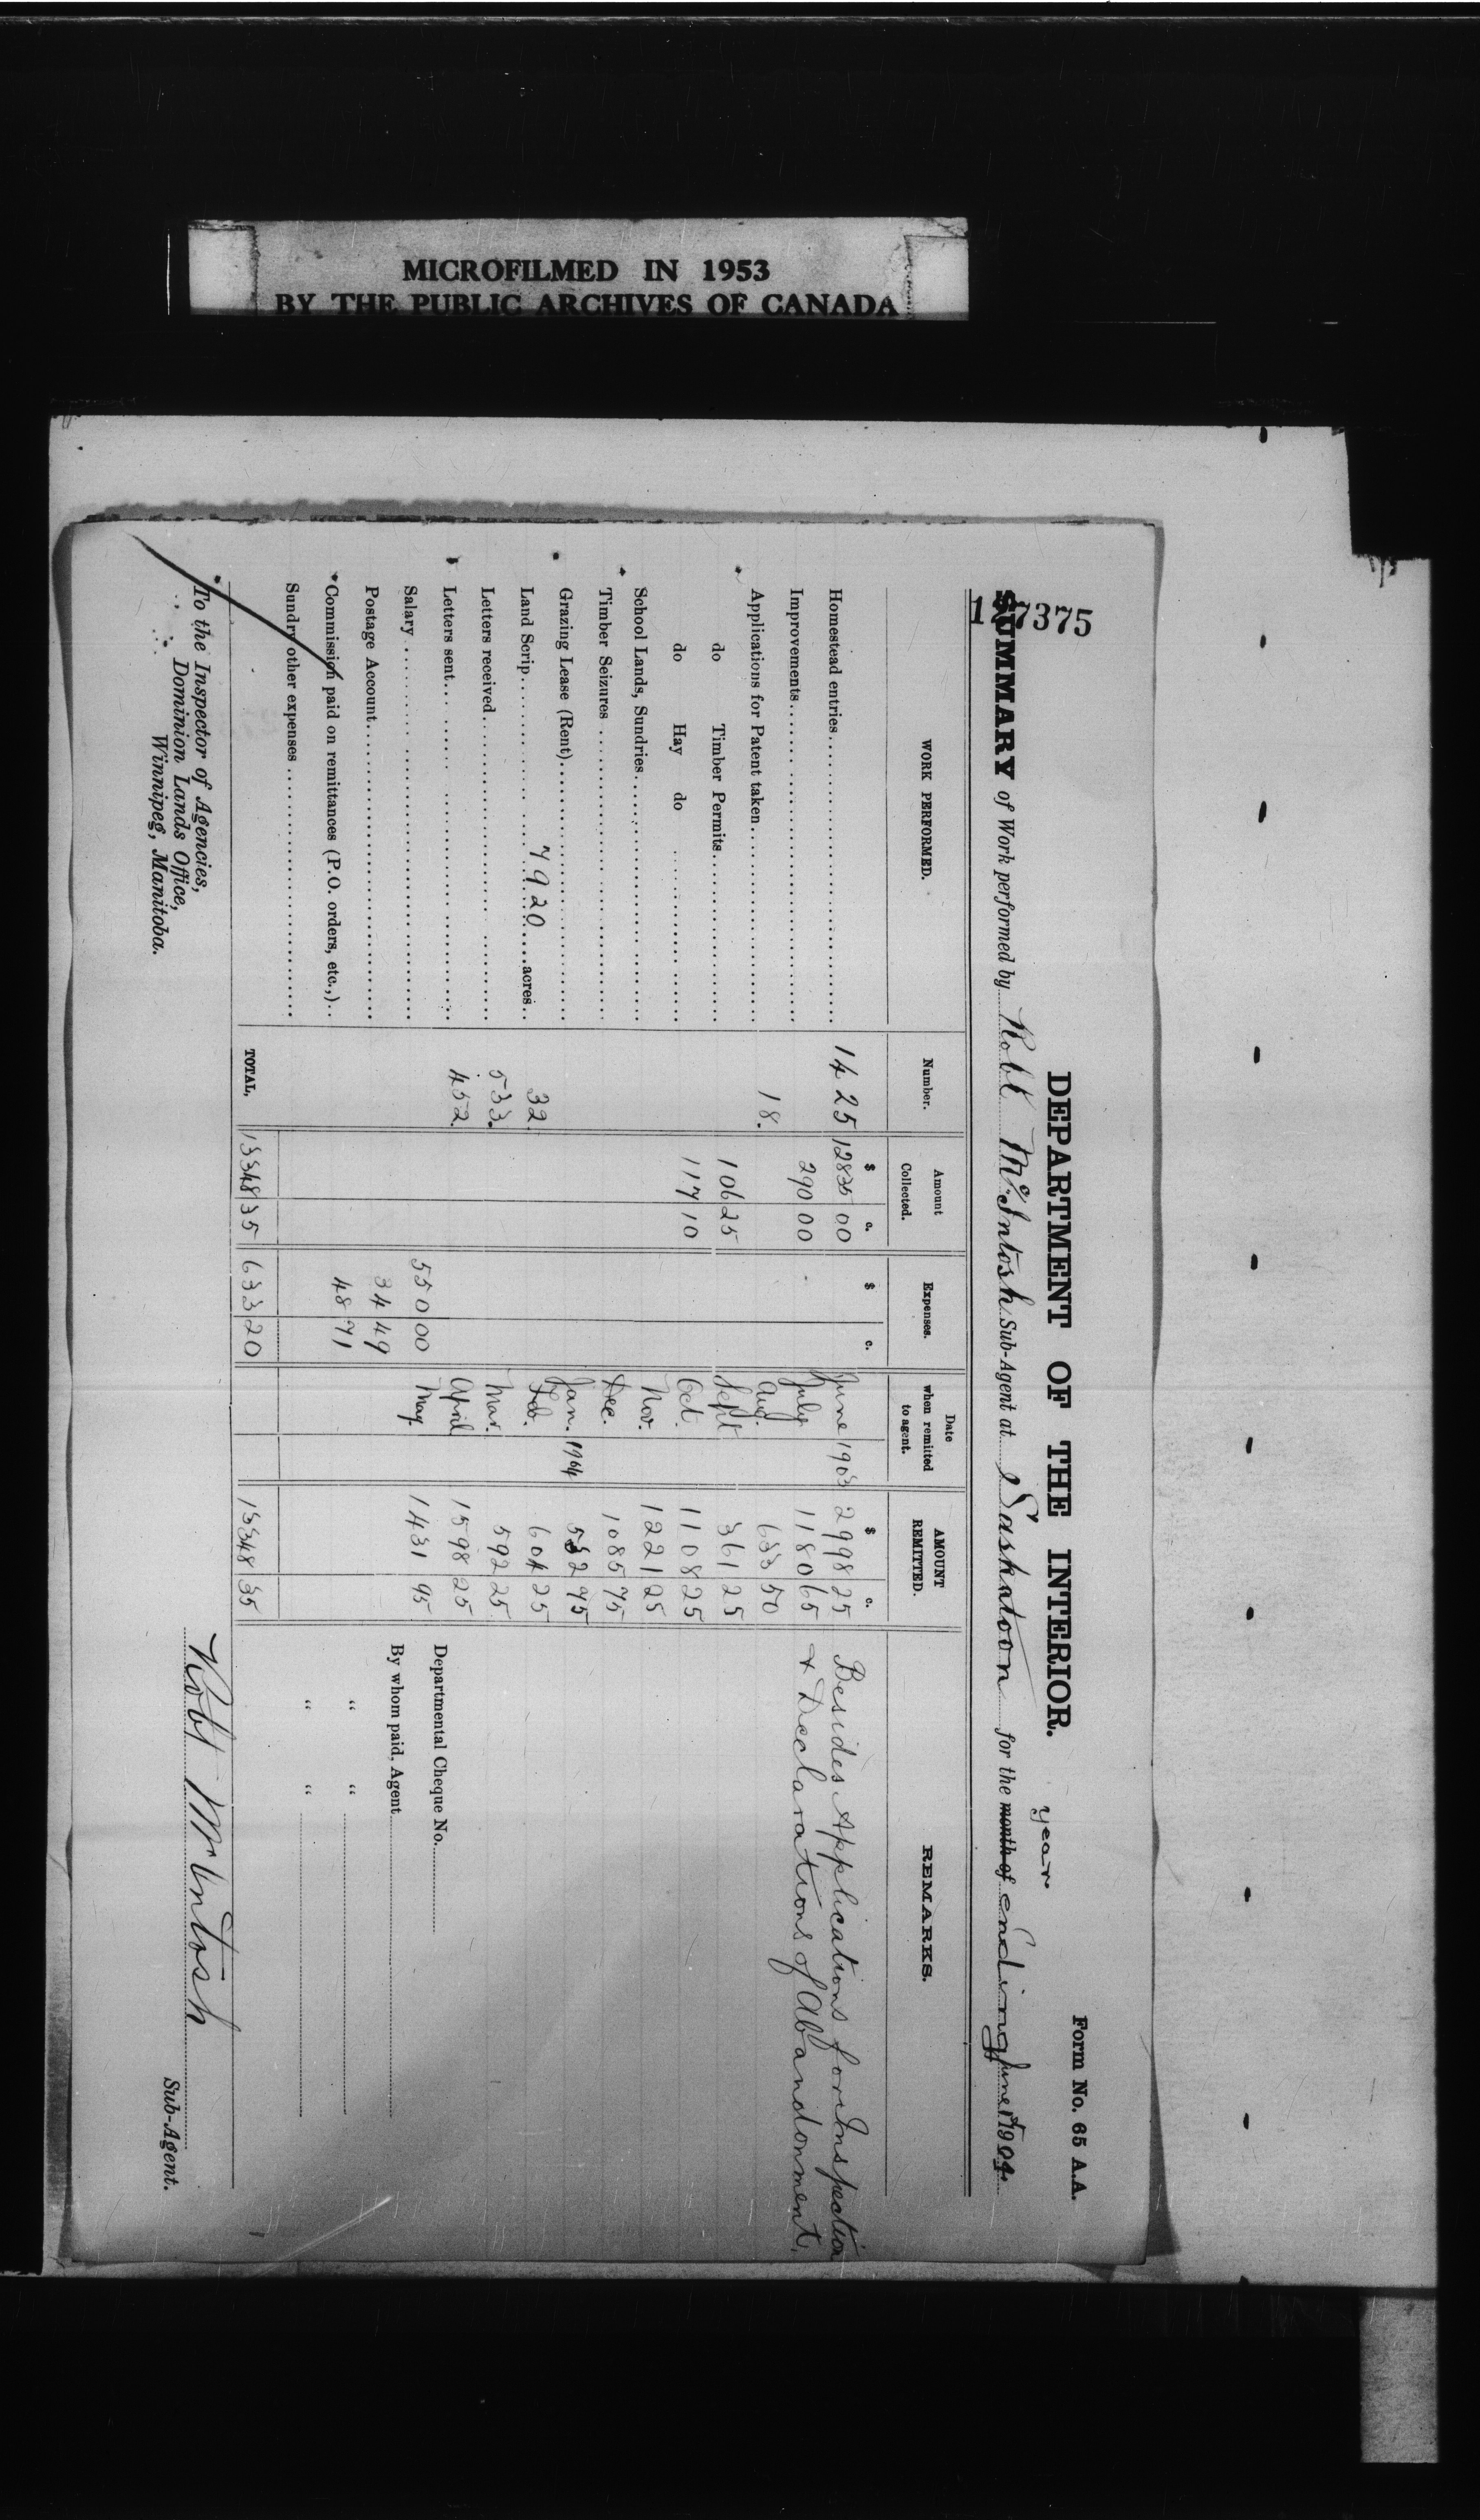 MICROFILMED IN 1953
BY THE PUBLIC ARCHIVES OF CANADA
Form No. 65 A.A.
DEPARTMENT OF THE INTERIOR.
year
SUMMARY of Work performed by Robt McIntosh Sub-Agent at Saskatoon for the month of ending June 1st 1904.
WORK PERFORMED. Number. Amount Collected. Expenses. Date when remitted to agent. AMOUNT REMITTED. REMARKS.
$ c. $ c. $ c.
Homestead entries 1425 12835 00 June 1903 2998 25 Besides Applications for Inspection
Improvements 290 00 July 1180 65 & Declarations of Abandonment.
Applications for Patent taken 18. Aug. 633 50
do Timber Permits 106 25 Sept 361 25
do Hay do 117 10 Oct. 1108 25
School Lands, Sundries Nov. 1221 25
Timber Seizures Dec. 1085 75
Grazing Lease (Rent) Jan. 1904 532 75
Land Scrip 7920 acres 32. Feb. 604 25
Letters received 533. Mar. 592 25
Letters sent 452. April 1598 25 Departmental Cheque No.
Salary 550 00 May. 1431 95
Postage Account 34 49 By whom paid, Agent
*Commission paid on remittances (P.O. orders, etc.,) 48 71 “ “
Sundry other expenses “ “
TOTAL, 13348 35 633 20 13348 35
*To the Inspector of Agencies,
Dominion Lands Office,
Winnipeg, Manitoba.
Robt McIntosh
Sub-Agent.